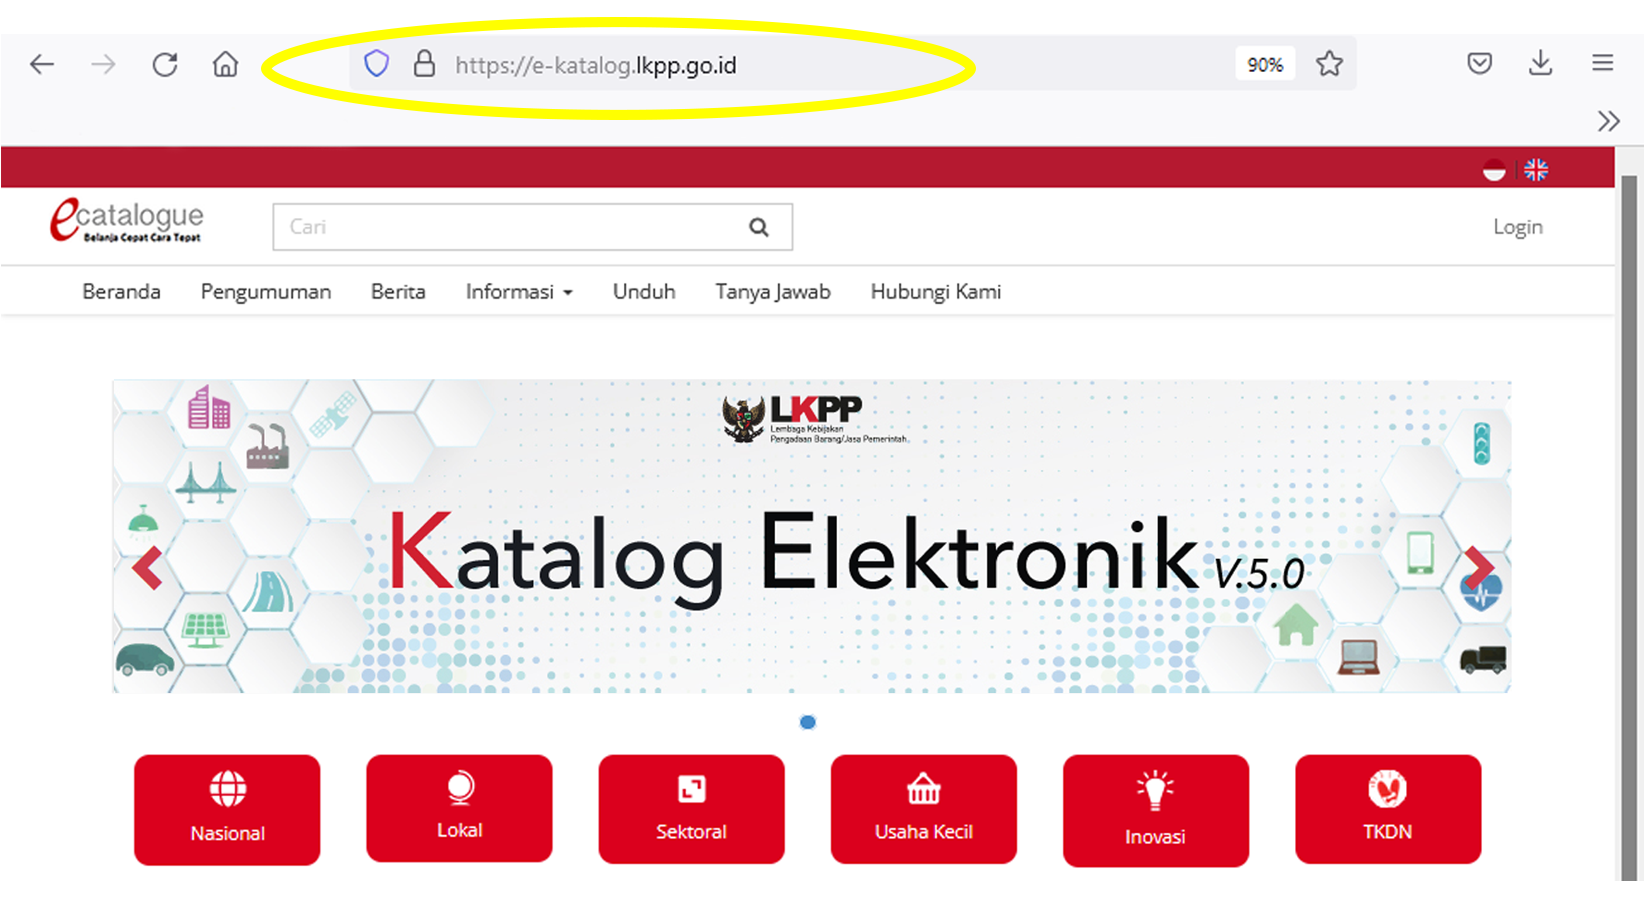 https://e-katalog.lkpp.go.id
90%
ecatalogue
Belanja Cepat Cara Tepat
Cari
Login
Beranda Pengumuman Berita Informasi Unduh Tanya Jawab Hubungi Kami
LKPP
Lembaga Kebijakan
Pengadaan Barang/Jasa Pemerintah
Katalog Elektronik V.5.0
Nasional Lokal Sektoral Usaha Kecil Inovasi TKDN